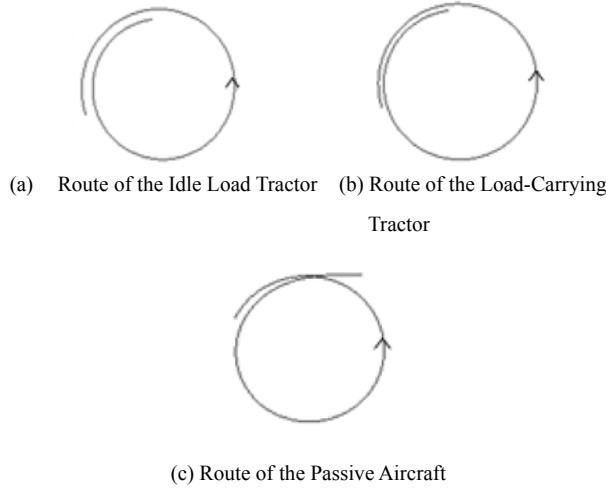 (a) Route of the Idle Load Tractor (b) Route of the Load-Carrying
Tractor
(c) Route of the Passive Aircraft